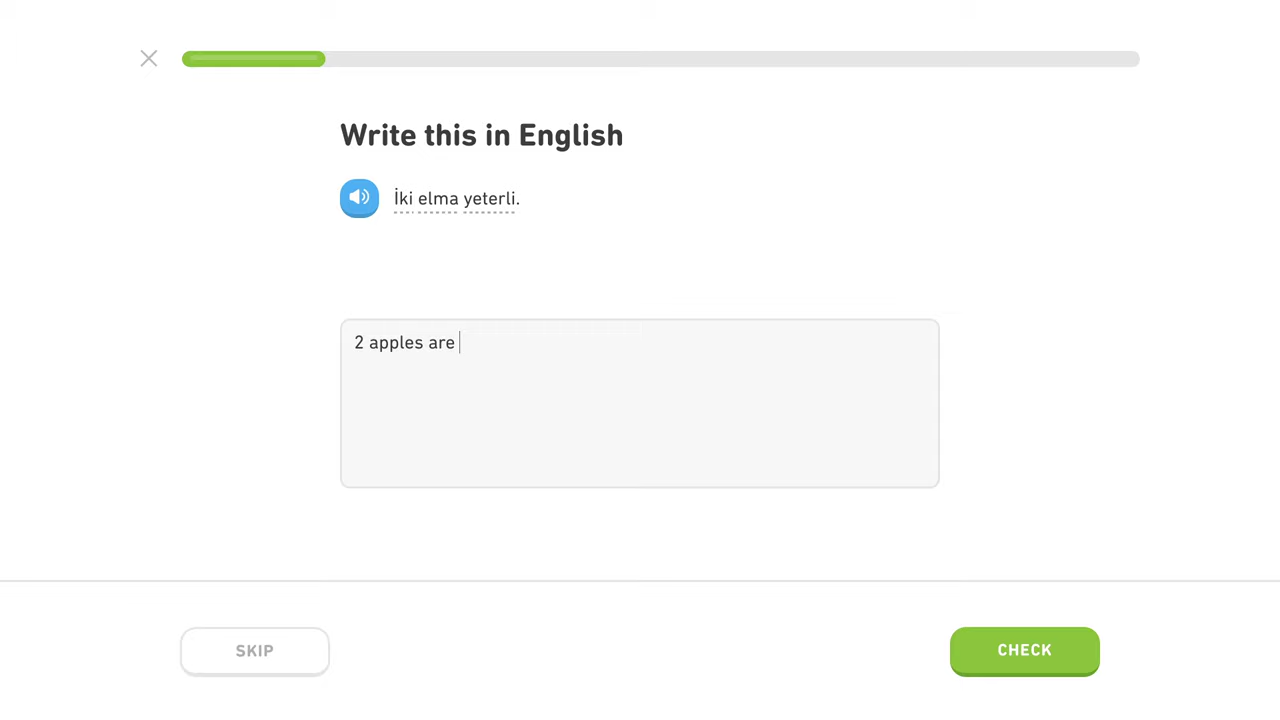 Write this in English
İki elma yeterli.
2 apples are
SKIP
CHECK